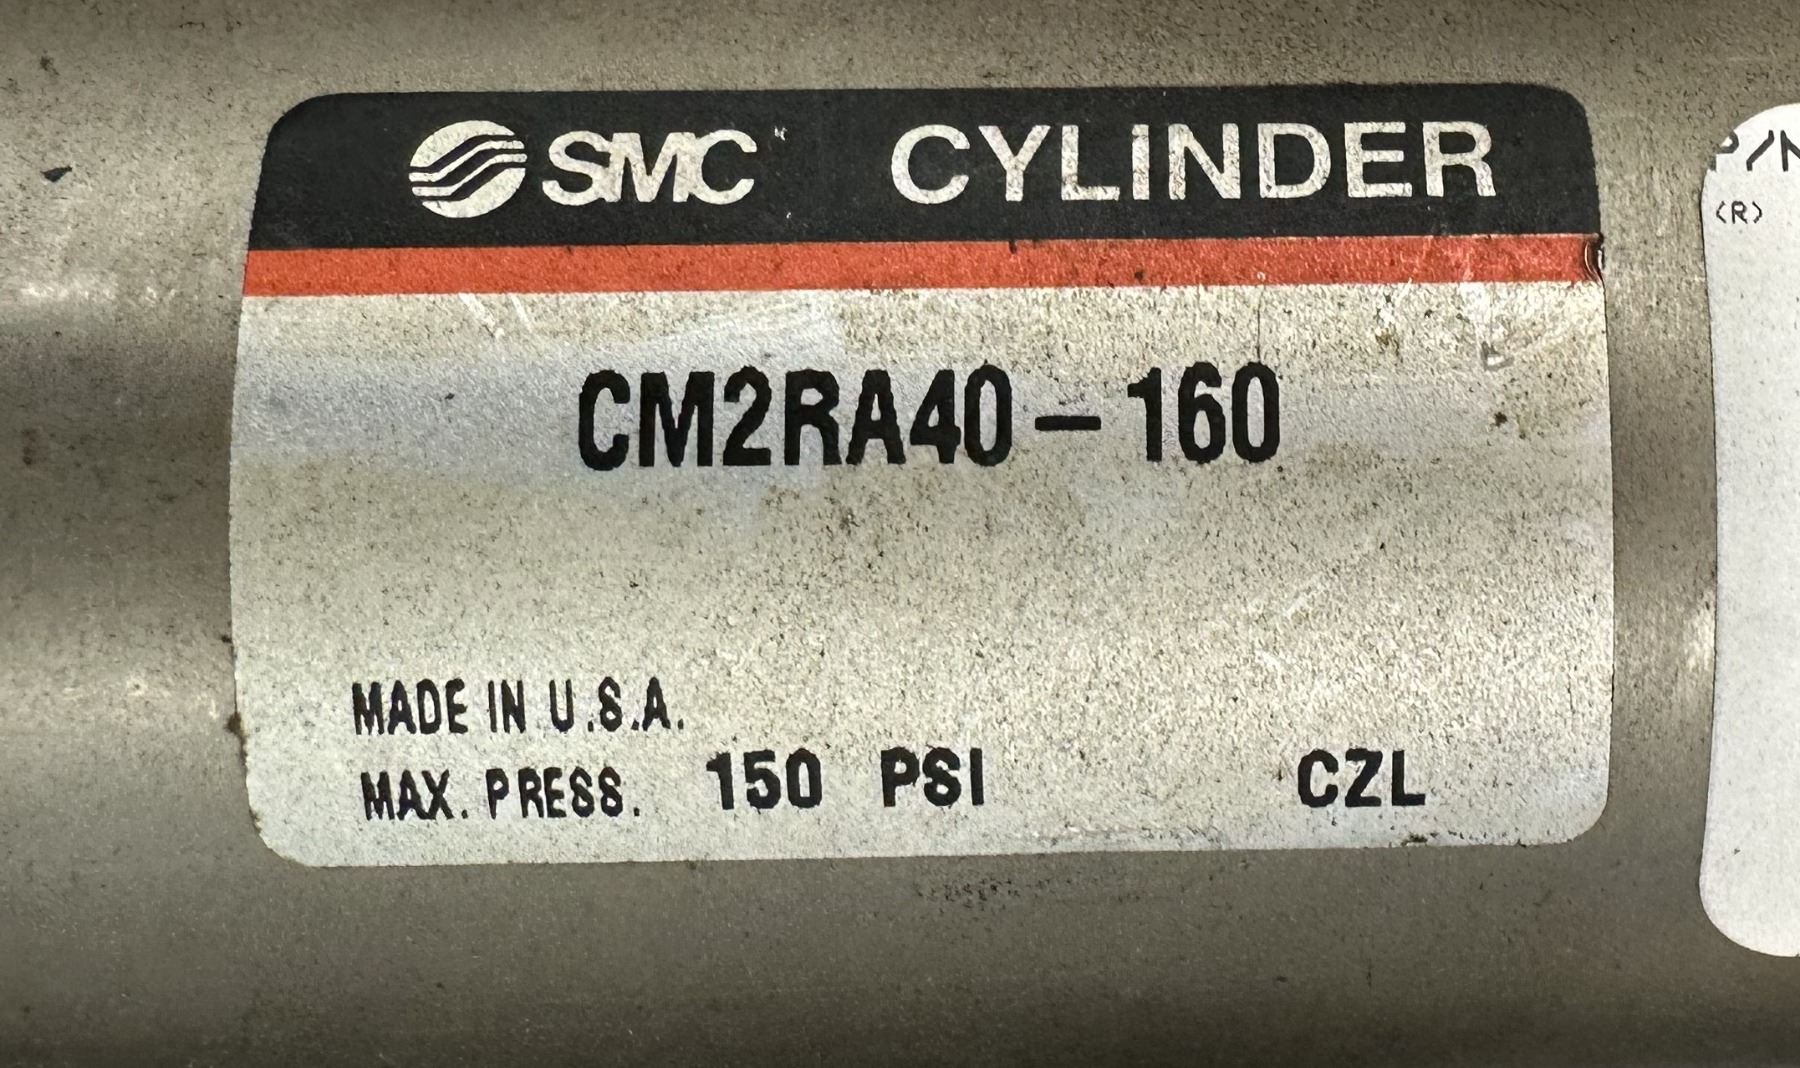 SMC CYLINDER
CM2RA40-160
MADE IN U.S.A.
MAX. PRESS. 150 PSI CZL
P/N
(R)